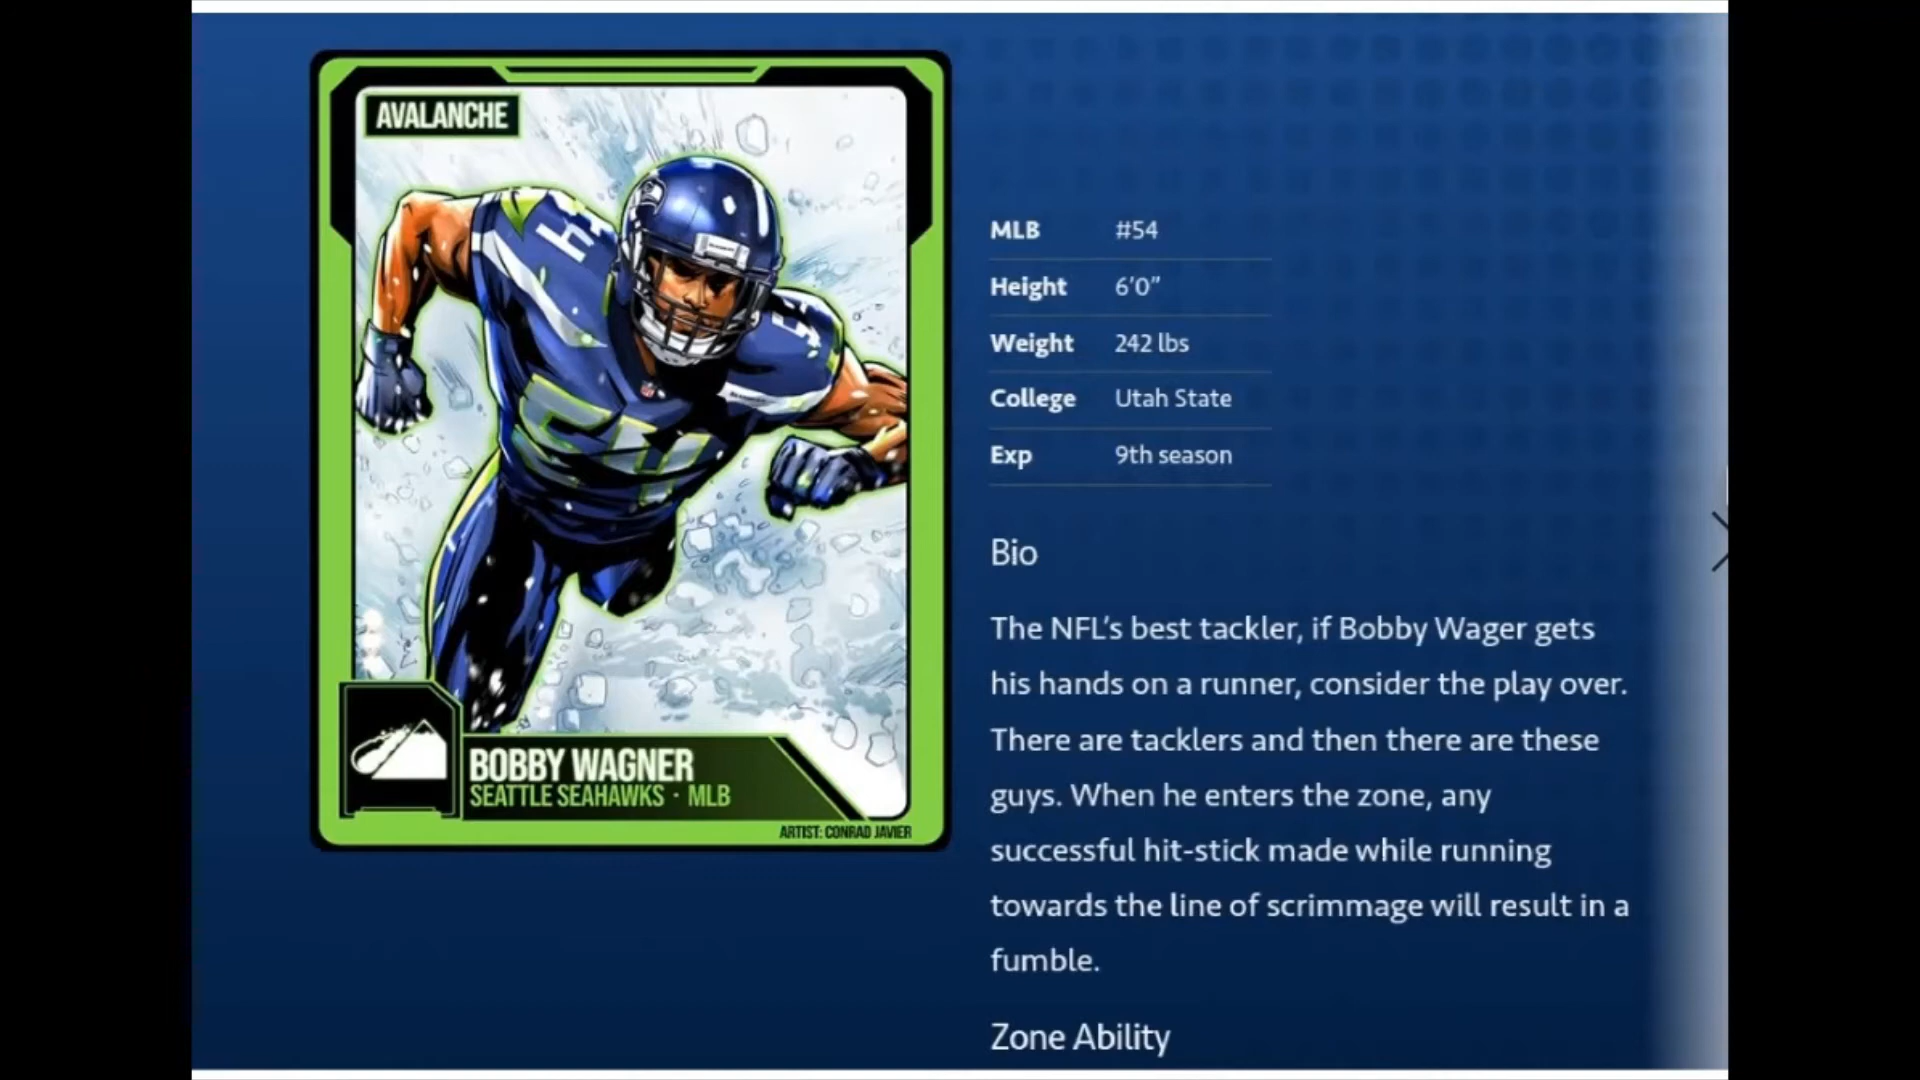 AVALANCHE
BOBBY WAGNER
SEATTLE SEAHAWKS · MLB
ARTIST: CONRAD JAVIER
MLB #54
Height 6'0”
Weight 242 lbs
College Utah State
Exp 9th season
Bio
The NFL’s best tackler, if Bobby Wager gets
his hands on a runner, consider the play over.
There are tacklers and then there are these
guys. When he enters the zone, any
successful hit-stick made while running
towards the line of scrimmage will result in a
fumble.
Zone Ability